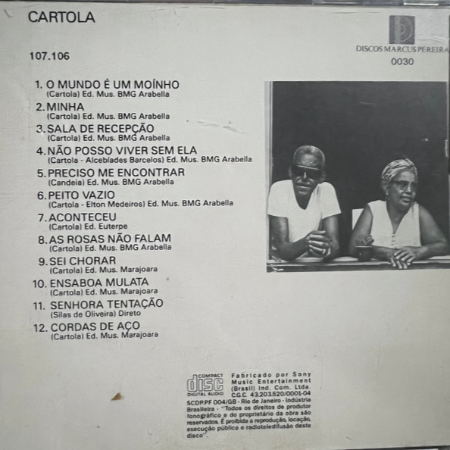 CARTOLA
DISCOS MARCUS PEREIRA
0030
107.106
1. O MUNDO É UM MOÍNHO
(Cartola) Ed. Mus. BMG Arabella
2. MINHA
(Cartola) Ed. Mus. BMG Arabella
3. SALA DE RECEPÇÃO
(Cartola) Ed. Mus. BMG Arabella
4. NÃO POSSO VIVER SEM ELA
(Cartola - Alcebíades Barcelos) Ed. Mus. BMG Arabella
5. PRECISO ME ENCONTRAR
(Candeia) Ed. Mus. BMG Arabella
6. PEITO VAZIO
(Cartola - Elton Medeiros) Ed. Mus. BMG Arabella
7. ACONTECEU
(Cartola) Ed. Euterpe
8. AS ROSAS NÃO FALAM
(Cartola) Ed. Mus. BMG Arabella
9. SEI CHORAR
(Cartola) Ed. Mus. Marajoara
10. ENSABOA MULATA
(Cartola) Ed. Mus. Marajoara
11. SENHORA TENTAÇÃO
(Silas de Oliveira) Direto
12. CORDAS DE AÇO
(Cartola) Ed. Mus. Marajoara
COMPACT
disc
DIGITAL AUDIO
Fabricado por Sony
Music Entertainment
(Brasil) Ind. Com. Ltda.
C.G.C. 43.203.520/0001-04
SCDP.PF 004/GB - Rio de Janeiro - Indústria
Brasileira - "Todos os direitos de produtor
fonográfico e do proprietário da obra são
reservados. É proibida a reprodução, locação,
execução pública e radioteledifusão deste
disco".